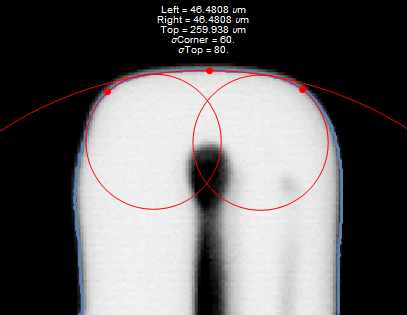 Left = 46.4808 um
Right = 46.4808 um
Top = 259.938 um
σCorner = 60.
σTop = 80.